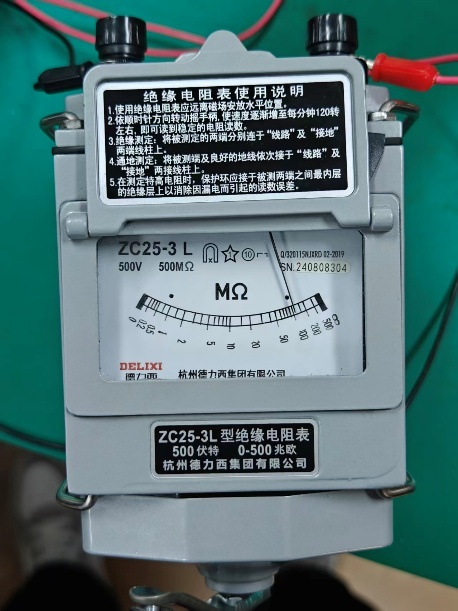 绝缘电阻表使用说明
1.使用绝缘电阻表应远离磁场安放水平位置。
2.依顺时针方向转动摇手柄,使速度逐渐增至每分钟120转
左右,即可读到稳定的电阻读数。
3.绝缘测定:将被测定的两端分别连于“线路”及“接地”
两端线柱上。
4.通地测定:将被测端及良好的地线依次接于“线路”及
“接地”两接线柱上。
5.在测定特高电阻时,保护环应接于被测两端之间最内层
的绝缘层上以消除因漏电而引起的读数误差。
ZC25-3 L
10
Q/320115NJXRD 02-2019
500V 500MΩ
SN.240808304
MΩ
0 0.2 0.5 1 2 5 10 20 50 100 200 500 ∞
DELIXI
德力西
杭州德力西集团有限公司
ZC25-3L型绝缘电阻表
500伏特 0-500兆欧
杭州德力西集团有限公司